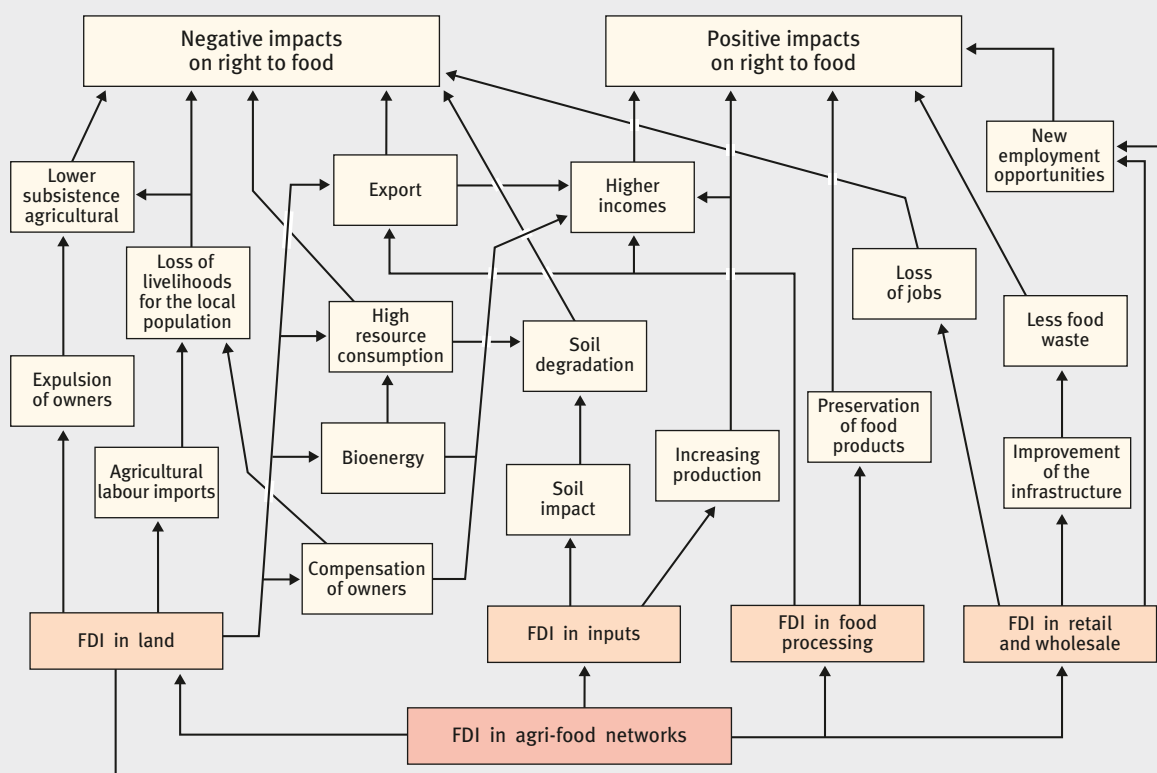 Negative impacts
on right to food
Positive impacts
on right to food
New
employment
opportunities
Lower
subsistence
agricultural
Export
Higher
incomes
Loss of
livelihoods
for the local
population
Loss
of jobs
High
resource
consumption
Soil
degradation
Less food
waste
Expulsion
of owners
Preservation
of food
products
Bioenergy
Increasing
production
Improvement
of the
infrastructure
Agricultural
labour imports
Soil
impact
Compensation
of owners
FDI in land
FDI in inputs
FDI in food
processing
FDI in retail
and wholesale
FDI in agri-food networks